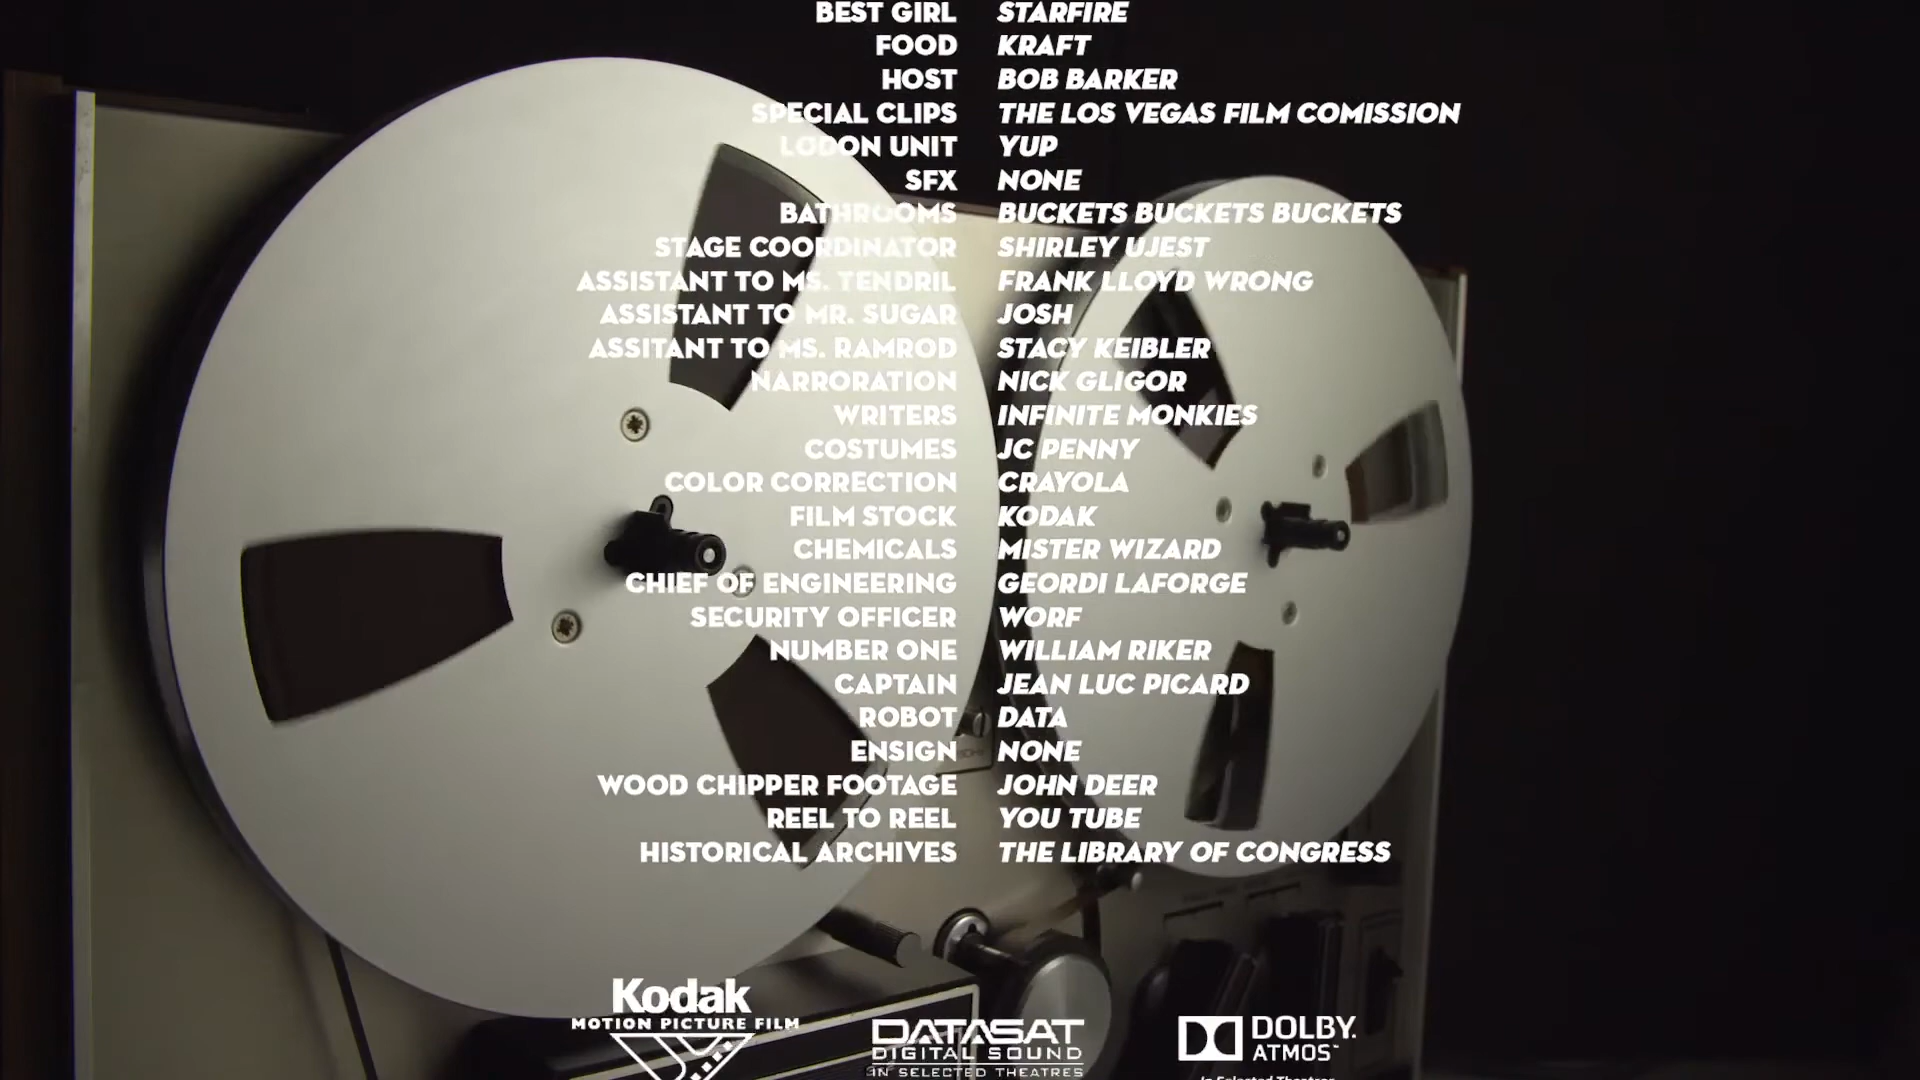 BEST GIRL STARFIRE
FOOD KRAFT
HOST BOB BARKER
SPECIAL CLIPS THE LOS VEGAS FILM COMISSION
LODON UNIT YUP
SFX NONE
BATHROOMS BUCKETS BUCKETS BUCKETS
STAGE COORDINATOR SHIRLEY UJEST
ASSISTANT TO MS. TENDRIL FRANK LLOYD WRONG
ASSISTANT TO MR. SUGAR JOSH
ASSITANT TO MS. RAMROD STACY KEIBLER
NARRORATION NICK GLIGOR
WRITERS INFINITE MONKIES
COSTUMES JC PENNY
COLOR CORRECTION CRAYOLA
FILM STOCK KODAK
CHEMICALS MISTER WIZARD
CHIEF OF ENGINEERING GEORDI LAFORGE
SECURITY OFFICER WORF
NUMBER ONE WILLIAM RIKER
CAPTAIN JEAN LUC PICARD
ROBOT DATA
ENSIGN NONE
WOOD CHIPPER FOOTAGE JOHN DEER
REEL TO REEL YOU TUBE
HISTORICAL ARCHIVES THE LIBRARY OF CONGRESS
Kodak
MOTION PICTURE FILM
DATASAT
DIGITAL SOUND
IN SELECTED THEATRES
DOLBY.
ATMOS™